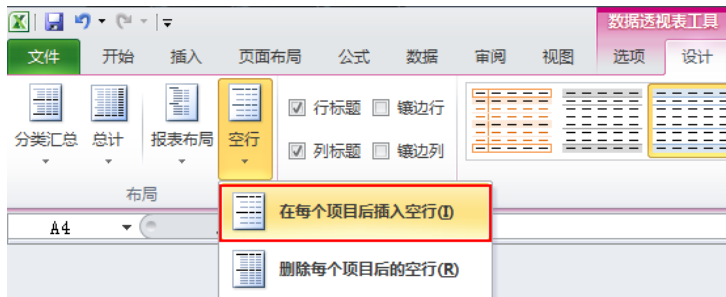 数据透视表工具
文件 开始 插入 页面布局 公式 数据 审阅 视图 选项 设计
分类汇总 总计 报表布局 空行
行标题 镶边行
列标题 镶边列
布局
A4
在每个项目后插入空行(I)
删除每个项目后的空行(R)